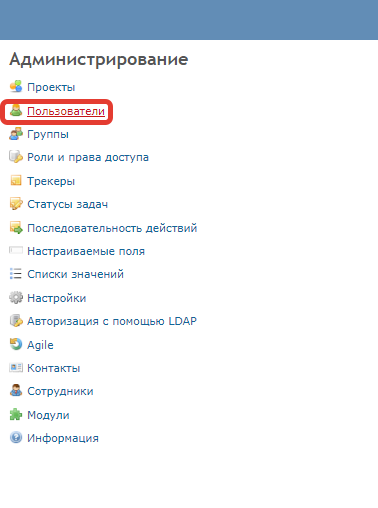 Администрирование
Проекты
Пользователи
Группы
Роли и права доступа
Трекеры
Статусы задач
Последовательность действий
Настраиваемые поля
Списки значений
Настройки
Авторизация с помощью LDAP
Agile
Контакты
Сотрудники
Модули
Информация